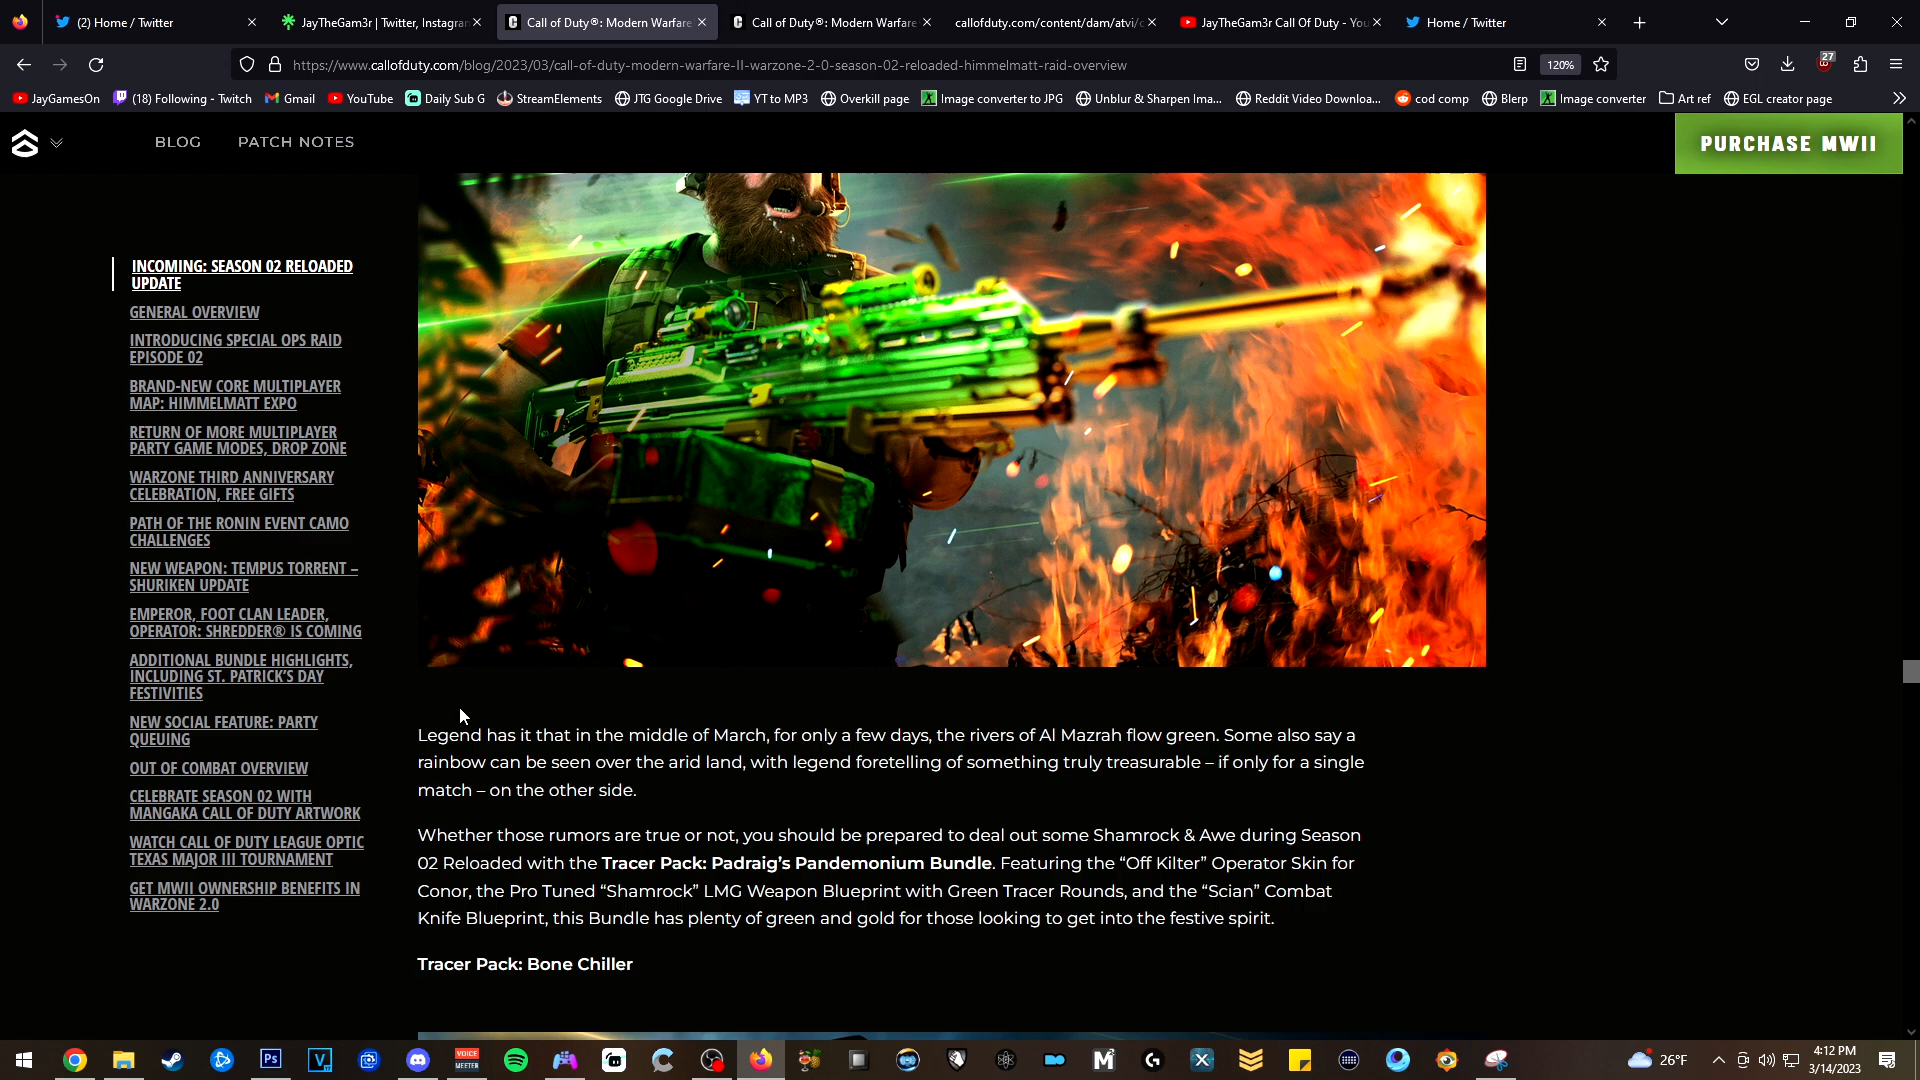 (2) Home / Twitter
JayTheGam3r | Twitter, Instagran
Call of Duty®: Modern Warfare
Call of Duty®: Modern Warfare
callofduty.com/content/dam/atvi/c
JayTheGam3r Call Of Duty - You
Home / Twitter
https://www.callofduty.com/blog/2023/03/call-of-duty-modern-warfare-II-warzone-2-0-season-02-reloaded-himmelmatt-raid-overview
120%
27
JayGamesOn
(18) Following - Twitch
Gmail
YouTube
Daily Sub G
StreamElements
JTG Google Drive
YT to MP3
Overkill page
Image converter to JPG
Unblur & Sharpen Ima...
Reddit Video Downloa...
cod comp
Blerp
Image converter
Art ref
EGL creator page
BLOG
PATCH NOTES
PURCHASE MWII
INCOMING: SEASON 02 RELOADED
UPDATE
GENERAL OVERVIEW
INTRODUCING SPECIAL OPS RAID
EPISODE 02
BRAND-NEW CORE MULTIPLAYER
MAP: HIMMELMATT EXPO
RETURN OF MORE MULTIPLAYER
PARTY GAME MODES, DROP ZONE
WARZONE THIRD ANNIVERSARY
CELEBRATION, FREE GIFTS
PATH OF THE RONIN EVENT CAMO
CHALLENGES
NEW WEAPON: TEMPUS TORRENT –
SHURIKEN UPDATE
EMPEROR, FOOT CLAN LEADER,
OPERATOR: SHREDDER® IS COMING
ADDITIONAL BUNDLE HIGHLIGHTS,
INCLUDING ST. PATRICK'S DAY
FESTIVITIES
NEW SOCIAL FEATURE: PARTY
QUEUING
OUT OF COMBAT OVERVIEW
CELEBRATE SEASON 02 WITH
MANGAKA CALL OF DUTY ARTWORK
WATCH CALL OF DUTY LEAGUE OPTIC
TEXAS MAJOR III TOURNAMENT
GET MWII OWNERSHIP BENEFITS IN
WARZONE 2.0
Legend has it that in the middle of March, for only a few days, the rivers of Al Mazrah flow green. Some also say a
rainbow can be seen over the arid land, with legend foretelling of something truly treasurable – if only for a single
match – on the other side.
Whether those rumors are true or not, you should be prepared to deal out some Shamrock & Awe during Season
02 Reloaded with the Tracer Pack: Padraig's Pandemonium Bundle. Featuring the “Off Kilter” Operator Skin for
Conor, the Pro Tuned “Shamrock” LMG Weapon Blueprint with Green Tracer Rounds, and the “Scian” Combat
Knife Blueprint, this Bundle has plenty of green and gold for those looking to get into the festive spirit.
Tracer Pack: Bone Chiller
Ps
V
VOICE
MEETER
26°F
4:12 PM
3/14/2023